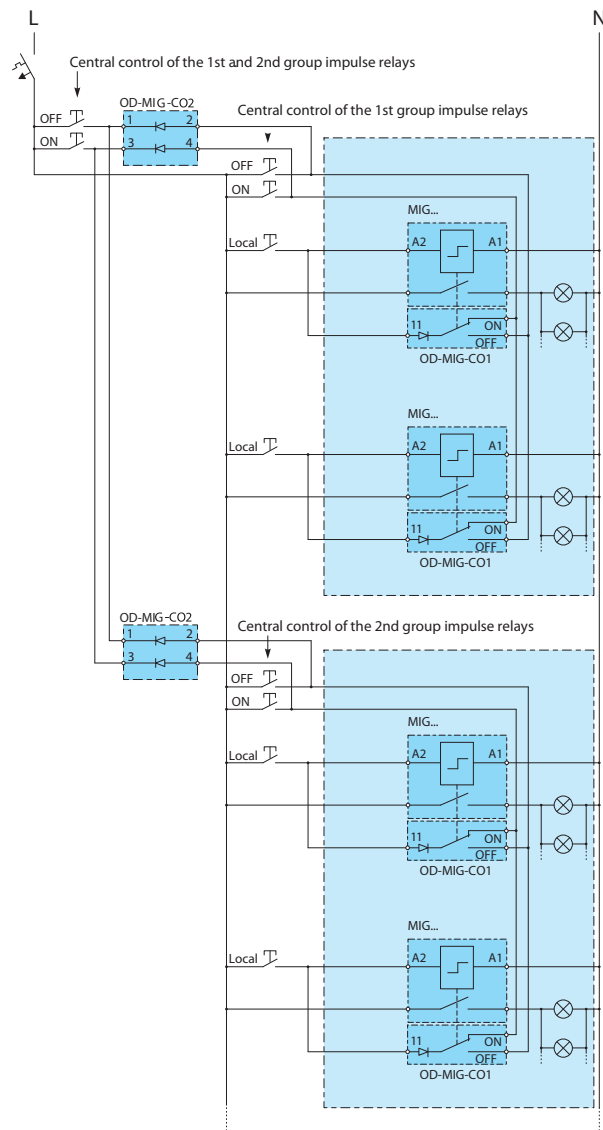 L N
Central control of the 1st and 2nd group impulse relays
OD-MIG-CO2
Central control of the 1st group impulse relays
OFF 1 2
ON 3 4
OFF
ON
MIG...
Local A2 A1
11 ON
OFF
OD-MIG-CO1
MIG...
Local A2 A1
11 ON
OFF
OD-MIG-CO1
OD-MIG-CO2
Central control of the 2nd group impulse relays
1 2
3 4
OFF
ON
MIG...
Local A2 A1
11 ON
OFF
OD-MIG-CO1
MIG...
Local A2 A1
11 ON
OFF
OD-MIG-CO1